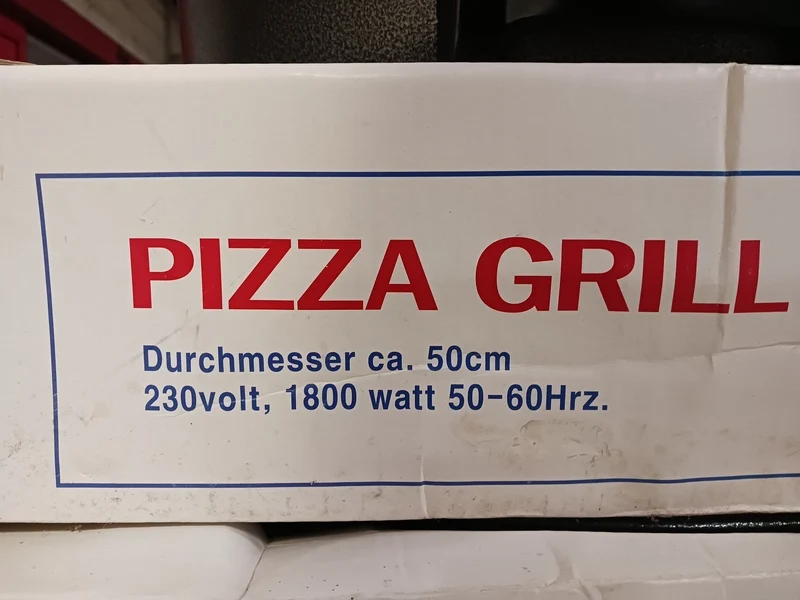 PIZZA GRILL
Durchmesser ca. 50cm
230volt, 1800 watt 50-60Hrz.